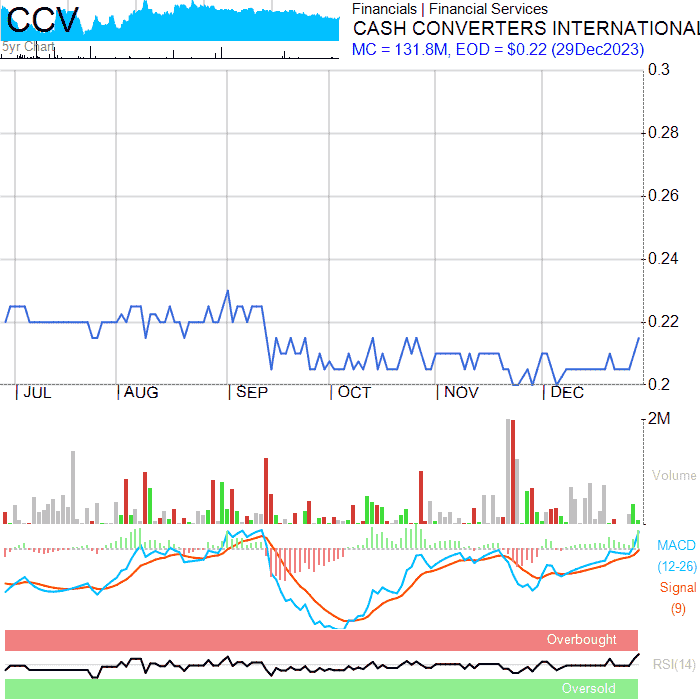 CCV
5yr Chart
Financials | Financial Services
CASH CONVERTERS INTERNATIONAL
MC = 131.8M, EOD = $0.22 (29Dec2023)
0.3
0.28
0.26
0.24
0.22
0.2
JUL AUG SEP OCT NOV DEC
2M
Volume
MACD
(12-26)
Signal
(9)
Overbought
RSI(14)
Oversold